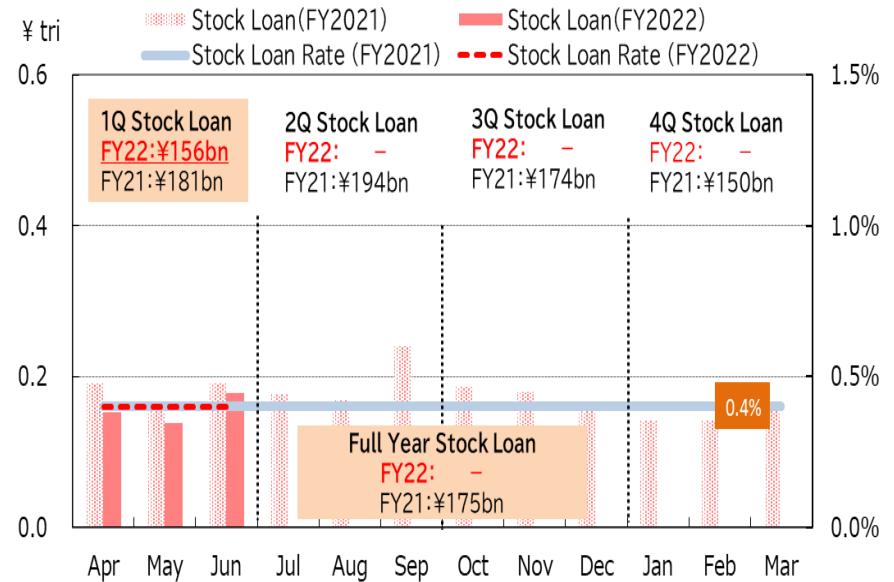 ¥ tri
Stock Loan(FY2021)
Stock Loan(FY2022)
Stock Loan Rate (FY2021)
Stock Loan Rate (FY2022)
0.6
1.5%
1Q Stock Loan
FY22:¥156bn
FY21:¥181bn
2Q Stock Loan
FY22: –
FY21:¥194bn
3Q Stock Loan
FY22: –
FY21:¥174bn
4Q Stock Loan
FY22: –
FY21:¥150bn
0.4
1.0%
0.2
0.5%
0.4%
Full Year Stock Loan
FY22: –
FY21:¥175bn
0.0
0.0%
Apr May Jun Jul Aug Sep Oct Nov Dec Jan Feb Mar